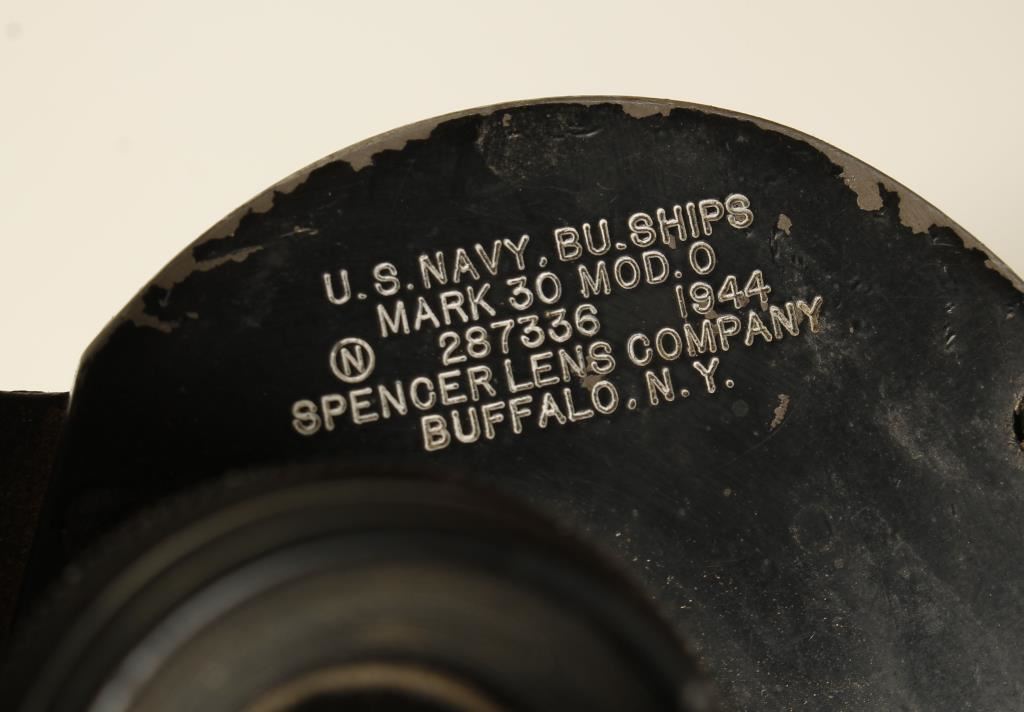 U.S. NAVY, BU. SHIPS
MARK 30 MOD. 0
N 287336 1944
SPENCER LENS COMPANY
BUFFALO. N. Y.